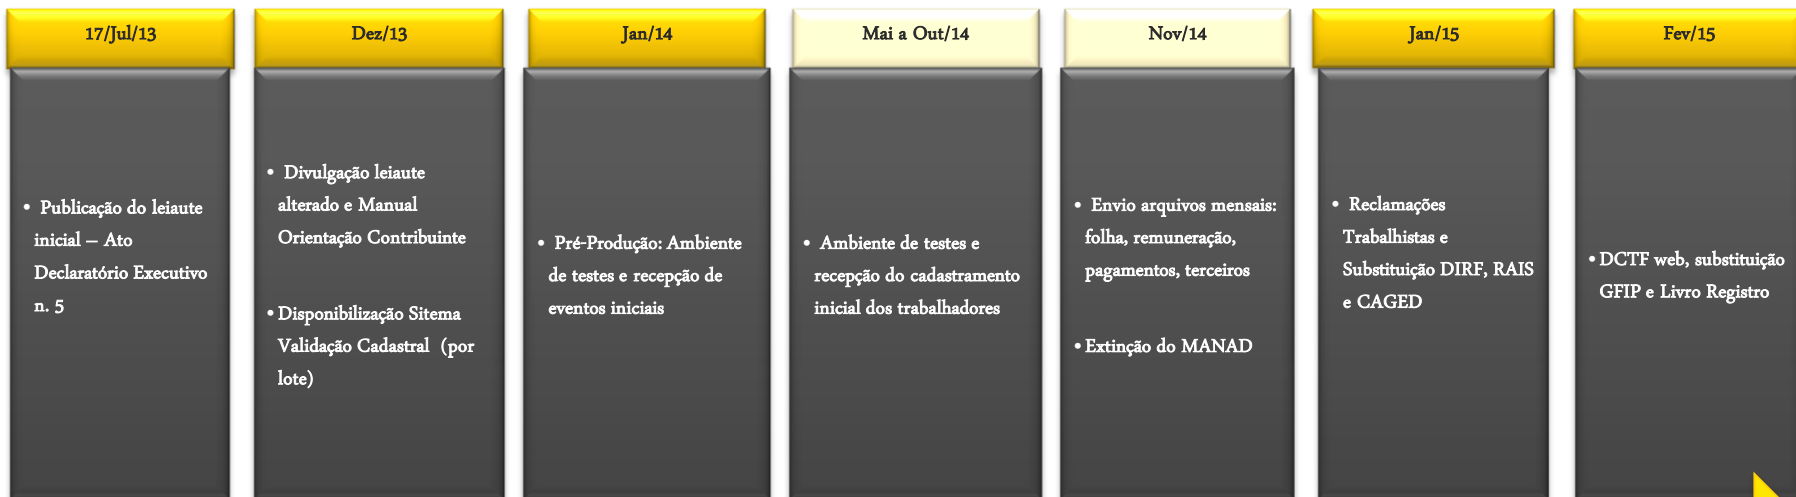 17/Jul/13
• Publicação do leiaute
inicial – Ato
Declaratório Executivo
n. 5
Dez/13
• Divulgação leiaute
alterado e Manual
Orientação Contribuinte
• Disponibilização Sitema
Validação Cadastral (por
lote)
Jan/14
• Pré-Produção: Ambiente
de testes e recepção de
eventos iniciais
Mai a Out/14
• Ambiente de testes e
recepção do cadastramento
inicial dos trabalhadores
Nov/14
• Envio arquivos mensais:
folha, remuneração,
pagamentos, terceiros
• Extinção do MANAD
Jan/15
• Reclamações
Trabalhistas e
Substituição DIRF, RAIS
e CAGED
Fev/15
• DCTF web, substituição
GFIP e Livro Registro